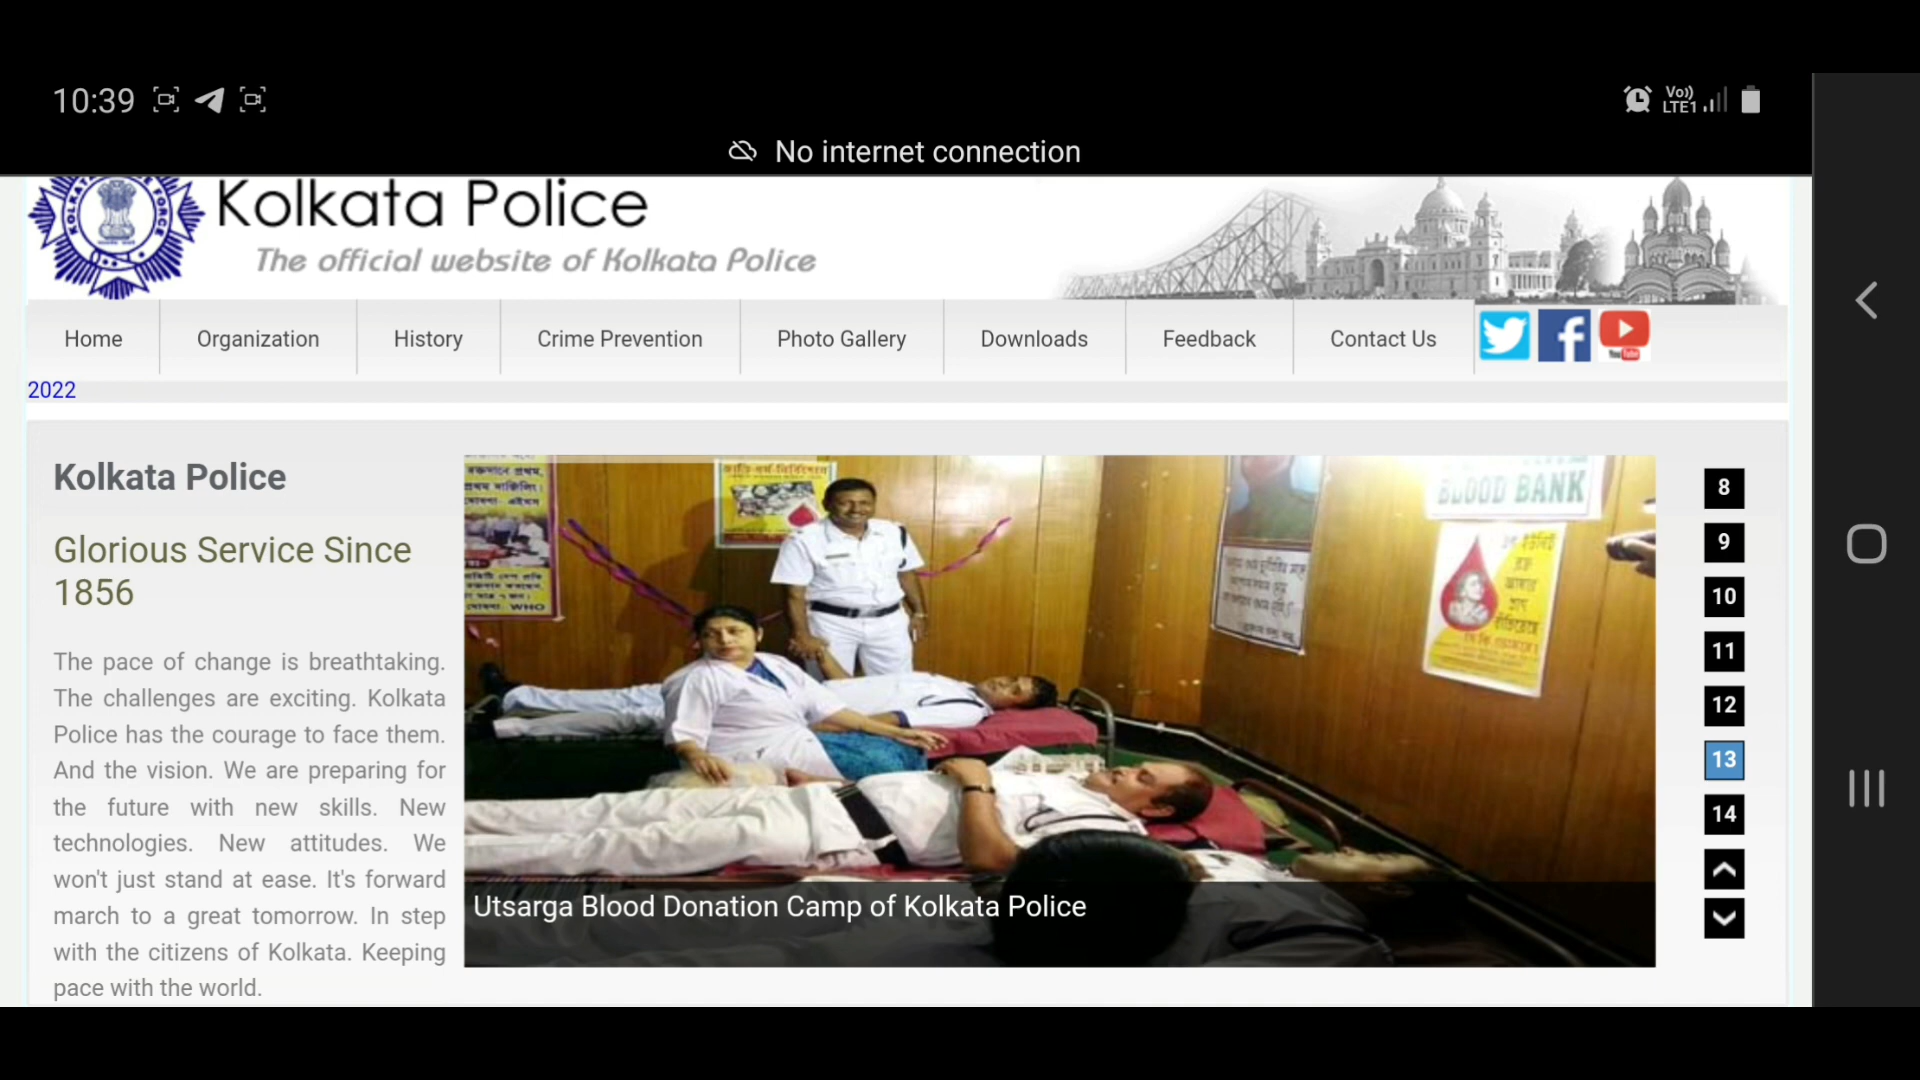 10:39
Vo))
LTE1
No internet connection
Kolkata Police
The official website of Kolkata Police
Home
Organization
History
Crime Prevention
Photo Gallery
Downloads
Feedback
Contact Us
You Tube
2022
Kolkata Police
Glorious Service Since
1856
The pace of change is breathtaking.
The challenges are exciting. Kolkata
Police has the courage to face them.
And the vision. We are preparing for
the future with new skills. New
technologies. New attitudes. We
won't just stand at ease. It's forward
march to a great tomorrow. In step
with the citizens of Kolkata. Keeping
pace with the world.
WHO
BLOOD BANK
Utsarga Blood Donation Camp of Kolkata Police
8
9
10
11
12
13
14